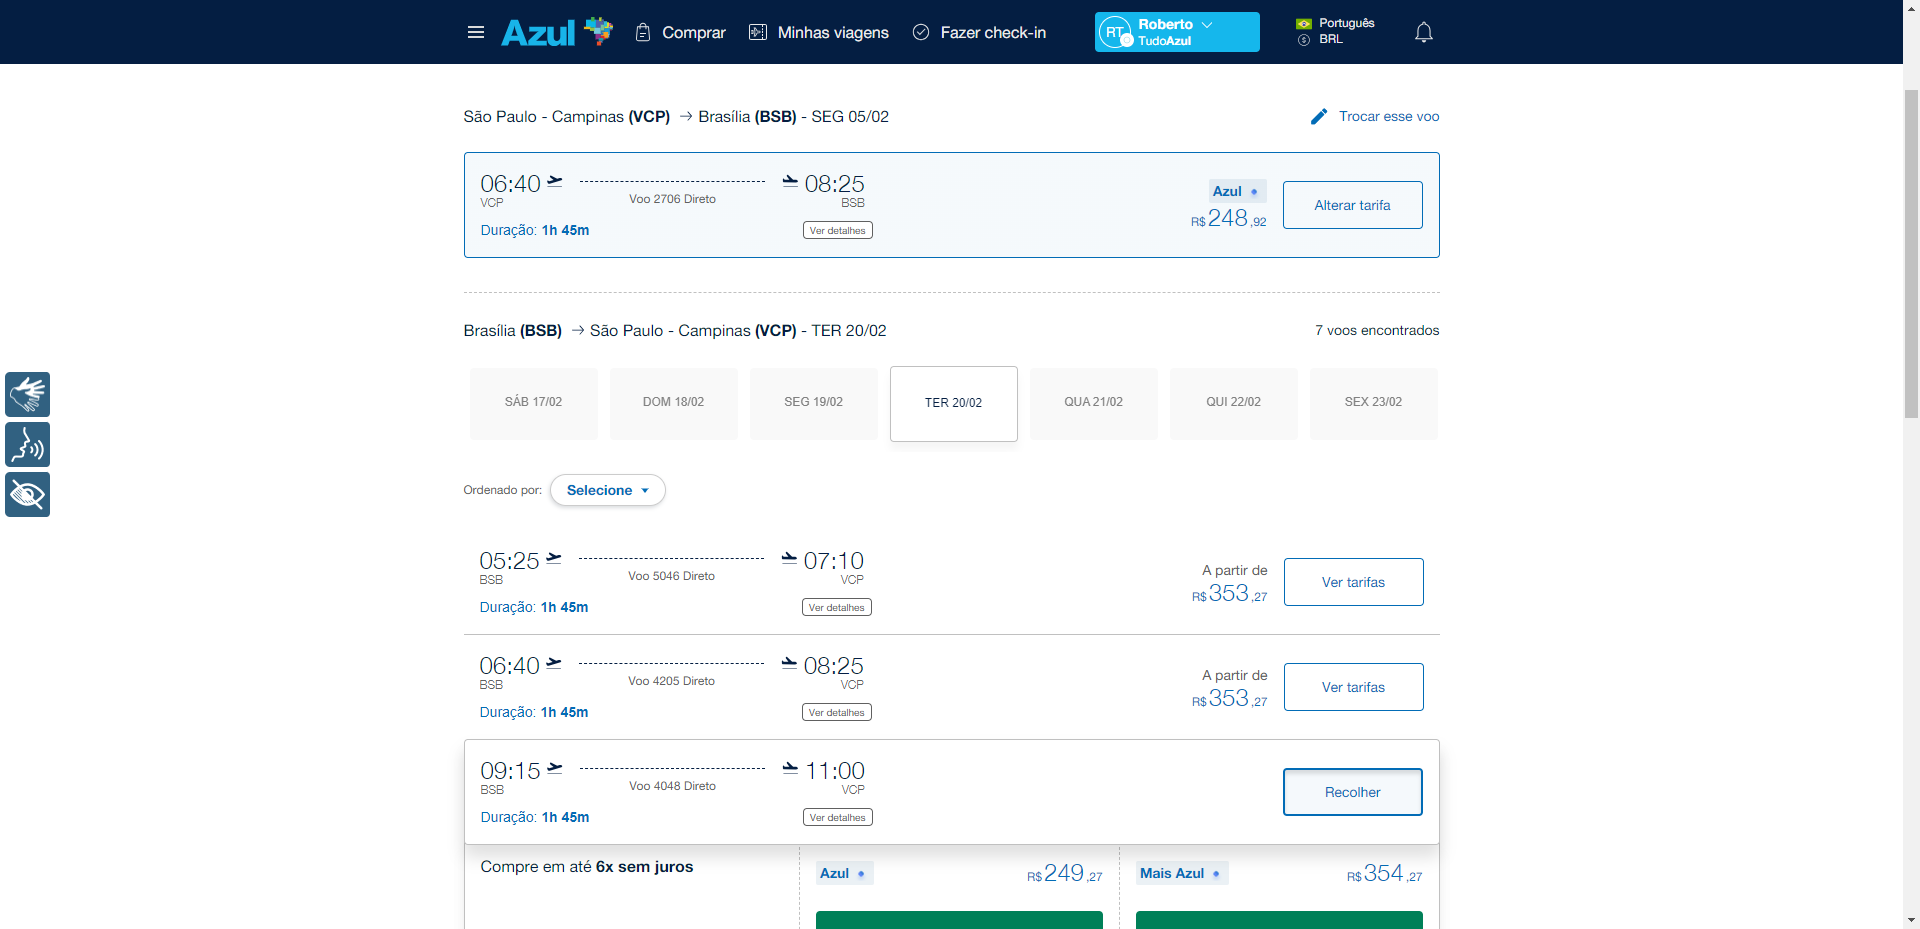 Azul
Comprar
Minhas viagens
Fazer check-in
RT
Roberto
TudoAzul
Português
BRL
São Paulo - Campinas (VCP) → Brasília (BSB) - SEG 05/02
Trocar esse voo
06:40
08:25
VCP
Voo 2706 Direto
BSB
Duração: 1h 45m
Ver detalhes
Azul
R$248,92
Alterar tarifa
Brasília (BSB) → São Paulo - Campinas (VCP) - TER 20/02
7 voos encontrados
SÁB 17/02
DOM 18/02
SEG 19/02
TER 20/02
QUA 21/02
QUI 22/02
SEX 23/02
Ordenado por:
Selecione
05:25
07:10
BSB
Voo 5046 Direto
VCP
Duração: 1h 45m
Ver detalhes
A partir de
R$353,27
Ver tarifas
06:40
08:25
BSB
Voo 4205 Direto
VCP
Duração: 1h 45m
Ver detalhes
A partir de
R$353,27
Ver tarifas
09:15
11:00
BSB
Voo 4048 Direto
VCP
Duração: 1h 45m
Ver detalhes
Recolher
Compre em até 6x sem juros
Azul
R$249,27
Mais Azul
R$354,27